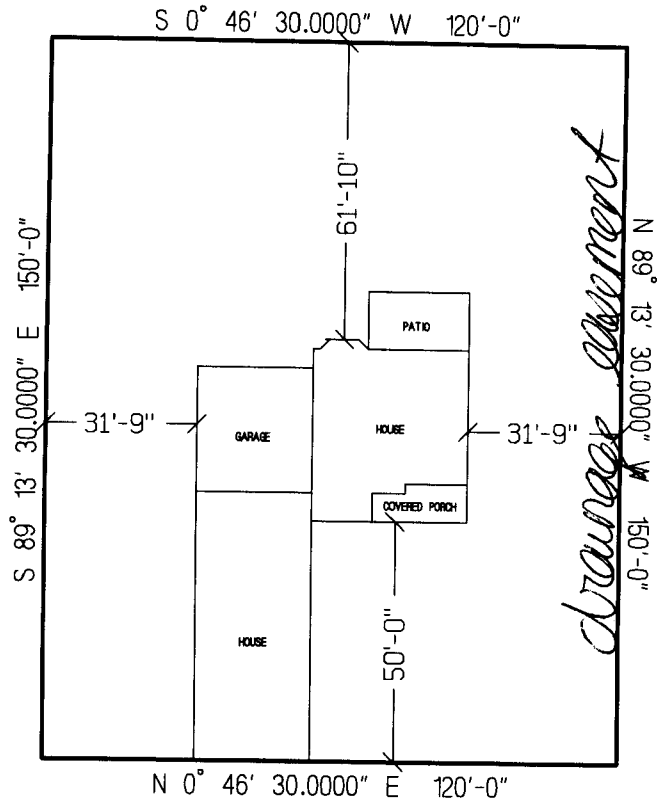 S 0° 46' 30.0000" W 120'-0"
61'-10"
S 89° 13' 30.0000" E 150'-0"
N 89° 13' 30.0000" W 150'-0"
drainage easement
PATIO
31'-9"
GARAGE
HOUSE
31'-9"
COVERED PORCH
50'-0"
HOUSE
N 0° 46' 30.0000" E 120'-0"